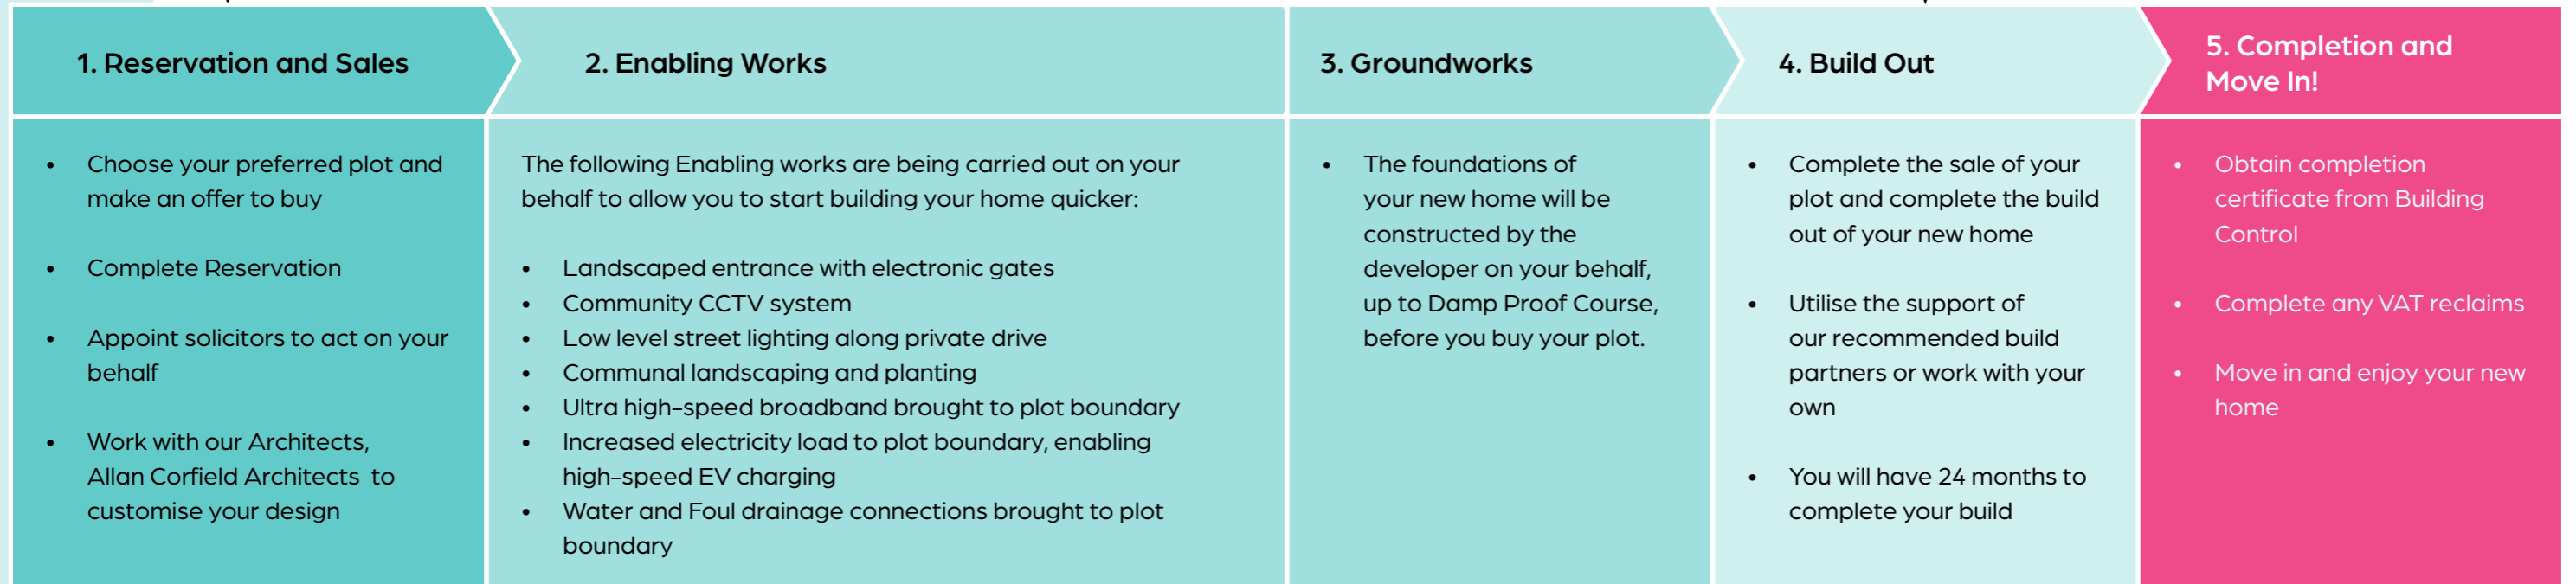 1. Reservation and Sales
2. Enabling Works
3. Groundworks
4. Build Out
5. Completion and
Move In!
• Choose your preferred plot and
make an offer to buy
• Complete Reservation
• Appoint solicitors to act on your
behalf
• Work with our Architects,
Allan Corfield Architects to
customise your design
The following Enabling works are being carried out on your
behalf to allow you to start building your home quicker:
• Landscaped entrance with electronic gates
• Community CCTV system
• Low level street lighting along private drive
• Communal landscaping and planting
• Ultra high-speed broadband brought to plot boundary
• Increased electricity load to plot boundary, enabling
high-speed EV charging
• Water and Foul drainage connections brought to plot
boundary
• The foundations of
your new home will be
constructed by the
developer on your behalf,
up to Damp Proof Course,
before you buy your plot.
• Complete the sale of your
plot and complete the build
out of your new home
• Utilise the support of
our recommended build
partners or work with your
own
• You will have 24 months to
complete your build
• Obtain completion
certificate from Building
Control
• Complete any VAT reclaims
• Move in and enjoy your new
home